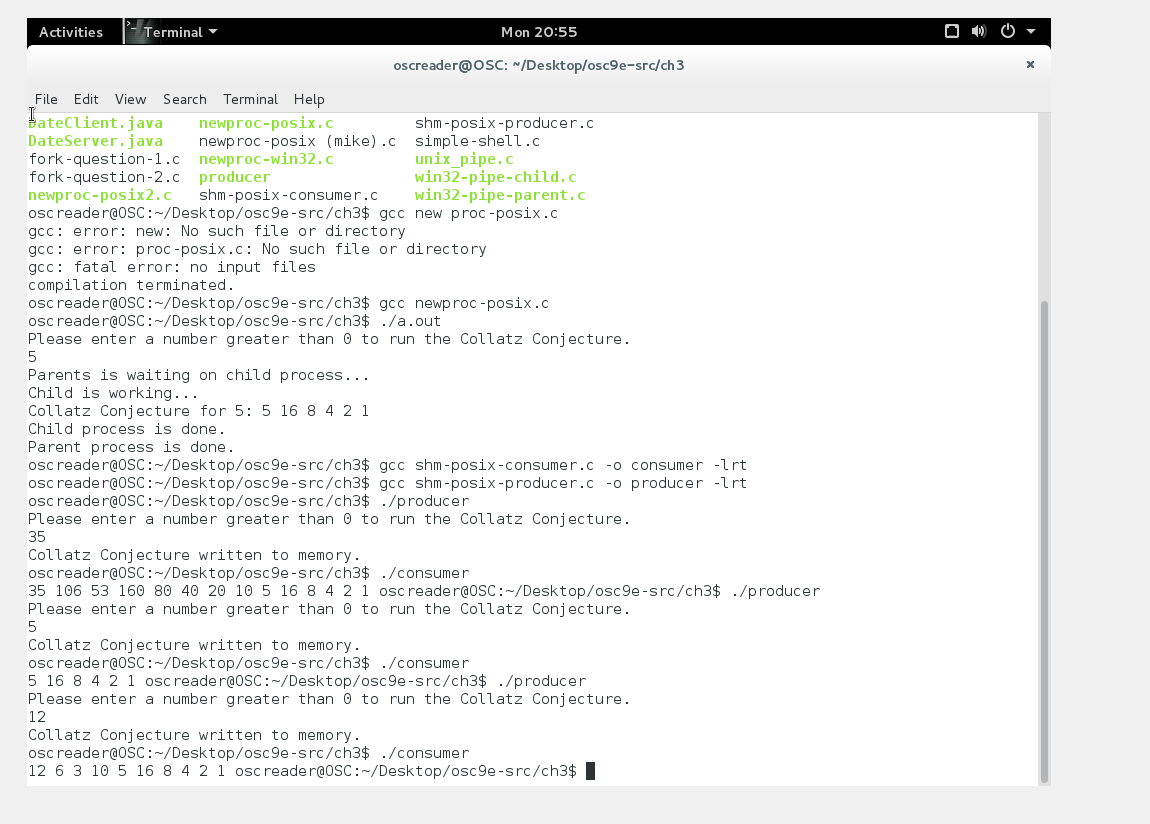 Activities Terminal Mon 20:55
oscreader@OSC: ~/Desktop/osc9e-src/ch3 ×
File Edit View Search Terminal Help
DateClient.java newproc-posix.c shm-posix-producer.c
DateServer.java newproc-posix (mike).c simple-shell.c
fork-question-1.c newproc-win32.c unix_pipe.c
fork-question-2.c producer win32-pipe-child.c
newproc-posix2.c shm-posix-consumer.c win32-pipe-parent.c
oscreader@OSC:~/Desktop/osc9e-src/ch3$ gcc new proc-posix.c
gcc: error: new: No such file or directory
gcc: error: proc-posix.c: No such file or directory
gcc: fatal error: no input files
compilation terminated.
oscreader@OSC:~/Desktop/osc9e-src/ch3$ gcc newproc-posix.c
oscreader@OSC:~/Desktop/osc9e-src/ch3$ ./a.out
Please enter a number greater than 0 to run the Collatz Conjecture.
5
Parents is waiting on child process...
Child is working...
Collatz Conjecture for 5: 5 16 8 4 2 1
Child process is done.
Parent process is done.
oscreader@OSC:~/Desktop/osc9e-src/ch3$ gcc shm-posix-consumer.c -o consumer -lrt
oscreader@OSC:~/Desktop/osc9e-src/ch3$ gcc shm-posix-producer.c -o producer -lrt
oscreader@OSC:~/Desktop/osc9e-src/ch3$ ./producer
Please enter a number greater than 0 to run the Collatz Conjecture.
35
Collatz Conjecture written to memory.
oscreader@OSC:~/Desktop/osc9e-src/ch3$ ./consumer
35 106 53 160 80 40 20 10 5 16 8 4 2 1 oscreader@OSC:~/Desktop/osc9e-src/ch3$ ./producer
Please enter a number greater than 0 to run the Collatz Conjecture.
5
Collatz Conjecture written to memory.
oscreader@OSC:~/Desktop/osc9e-src/ch3$ ./consumer
5 16 8 4 2 1 oscreader@OSC:~/Desktop/osc9e-src/ch3$ ./producer
Please enter a number greater than 0 to run the Collatz Conjecture.
12
Collatz Conjecture written to memory.
oscreader@OSC:~/Desktop/osc9e-src/ch3$ ./consumer
12 6 3 10 5 16 8 4 2 1 oscreader@OSC:~/Desktop/osc9e-src/ch3$